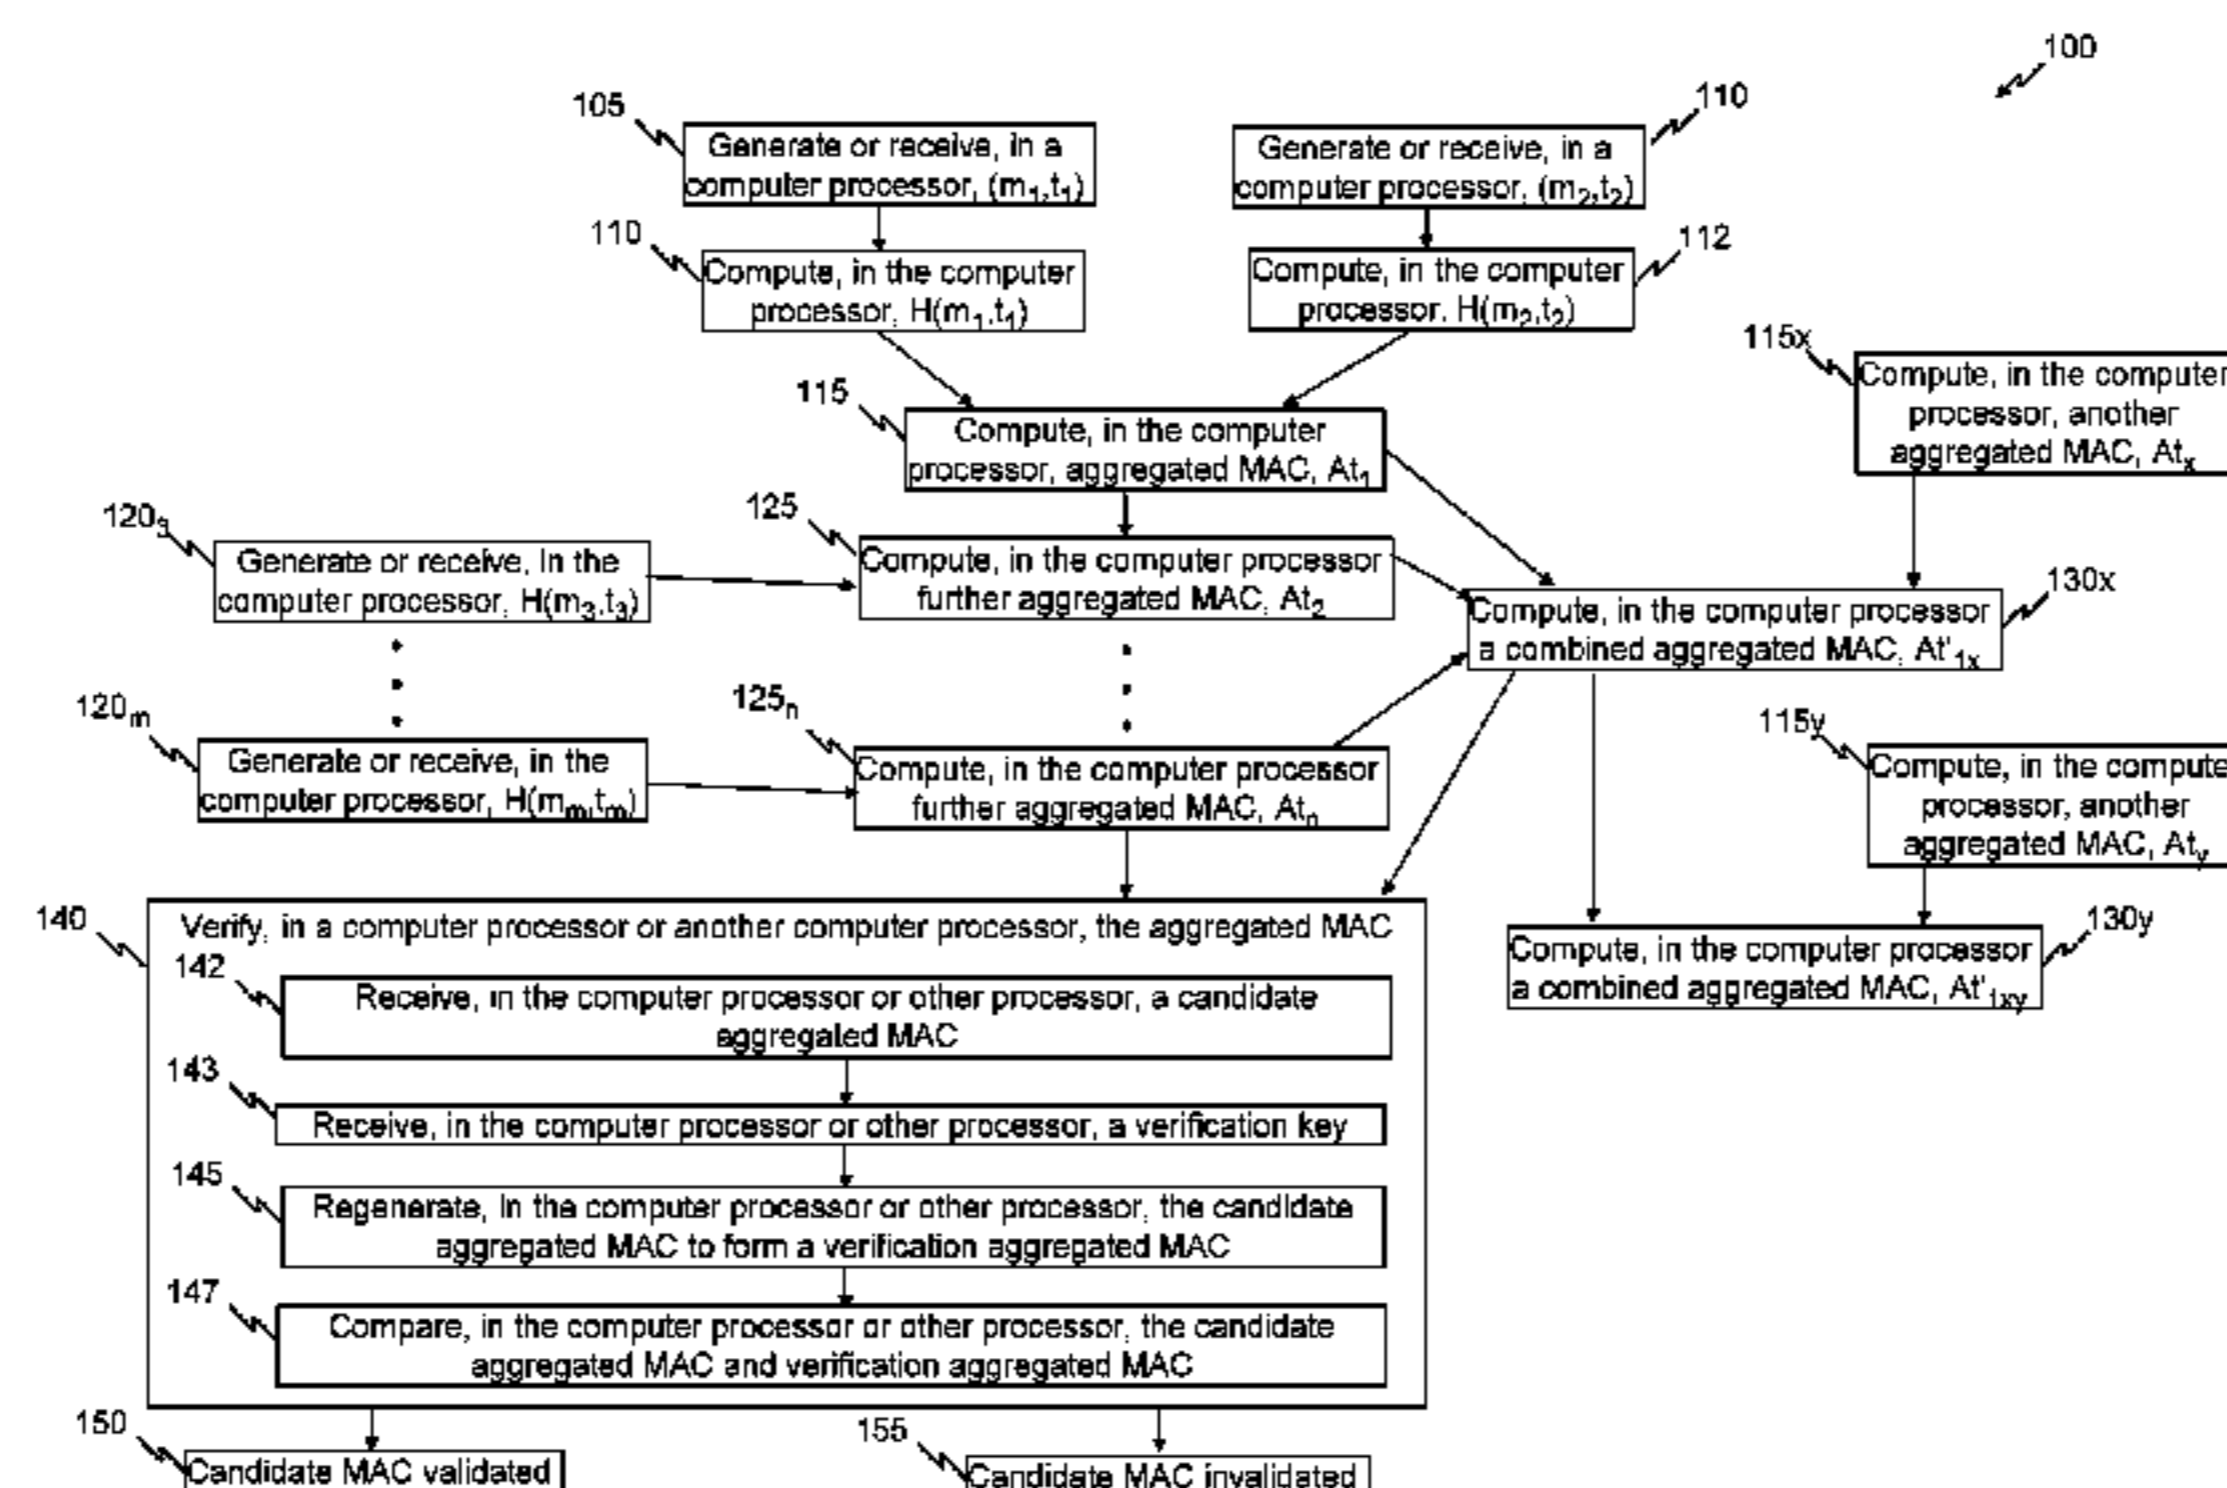 100
105
110
Generate or receive, in a
computer processor, (m1,t1)
Generate or receive, in a
computer processor, (m2,t2)
110
112
Compute, in the computer
processor, H(m1,t1)
Compute, in the computer
processor, H(m2,t2)
115x
Compute, in the computer
processor, another
aggregated MAC, Atx
115
Compute, in the computer
processor, aggregated MAC, At1
1203
Generate or receive, in the
computer processor, H(m3,t3)
125
Compute, in the computer processor
further aggregated MAC, At2
130x
Compute, in the computer processor
a combined aggregated MAC, At'1x
120m
Generate or receive, in the
computer processor, H(mm,tm)
125n
Compute, in the computer processor
further aggregated MAC, Atn
115y
Compute, in the compute
processor, another
aggregated MAC, Aty
130y
Compute, in the computer processor
a combined aggregated MAC, At'1xy
140
Verify, in a computer processor or another computer processor, the aggregated MAC
142
Receive, in the computer processor or other processor, a candidate
aggregated MAC
143
Receive, in the computer processor or other processor, a verification key
145
Regenerate, in the computer processor or other processor, the candidate
aggregated MAC to form a verification aggregated MAC
147
Compare, in the computer processor or other processor, the candidate
aggregated MAC and verification aggregated MAC
150
Candidate MAC validated
155
Candidate MAC invalidated